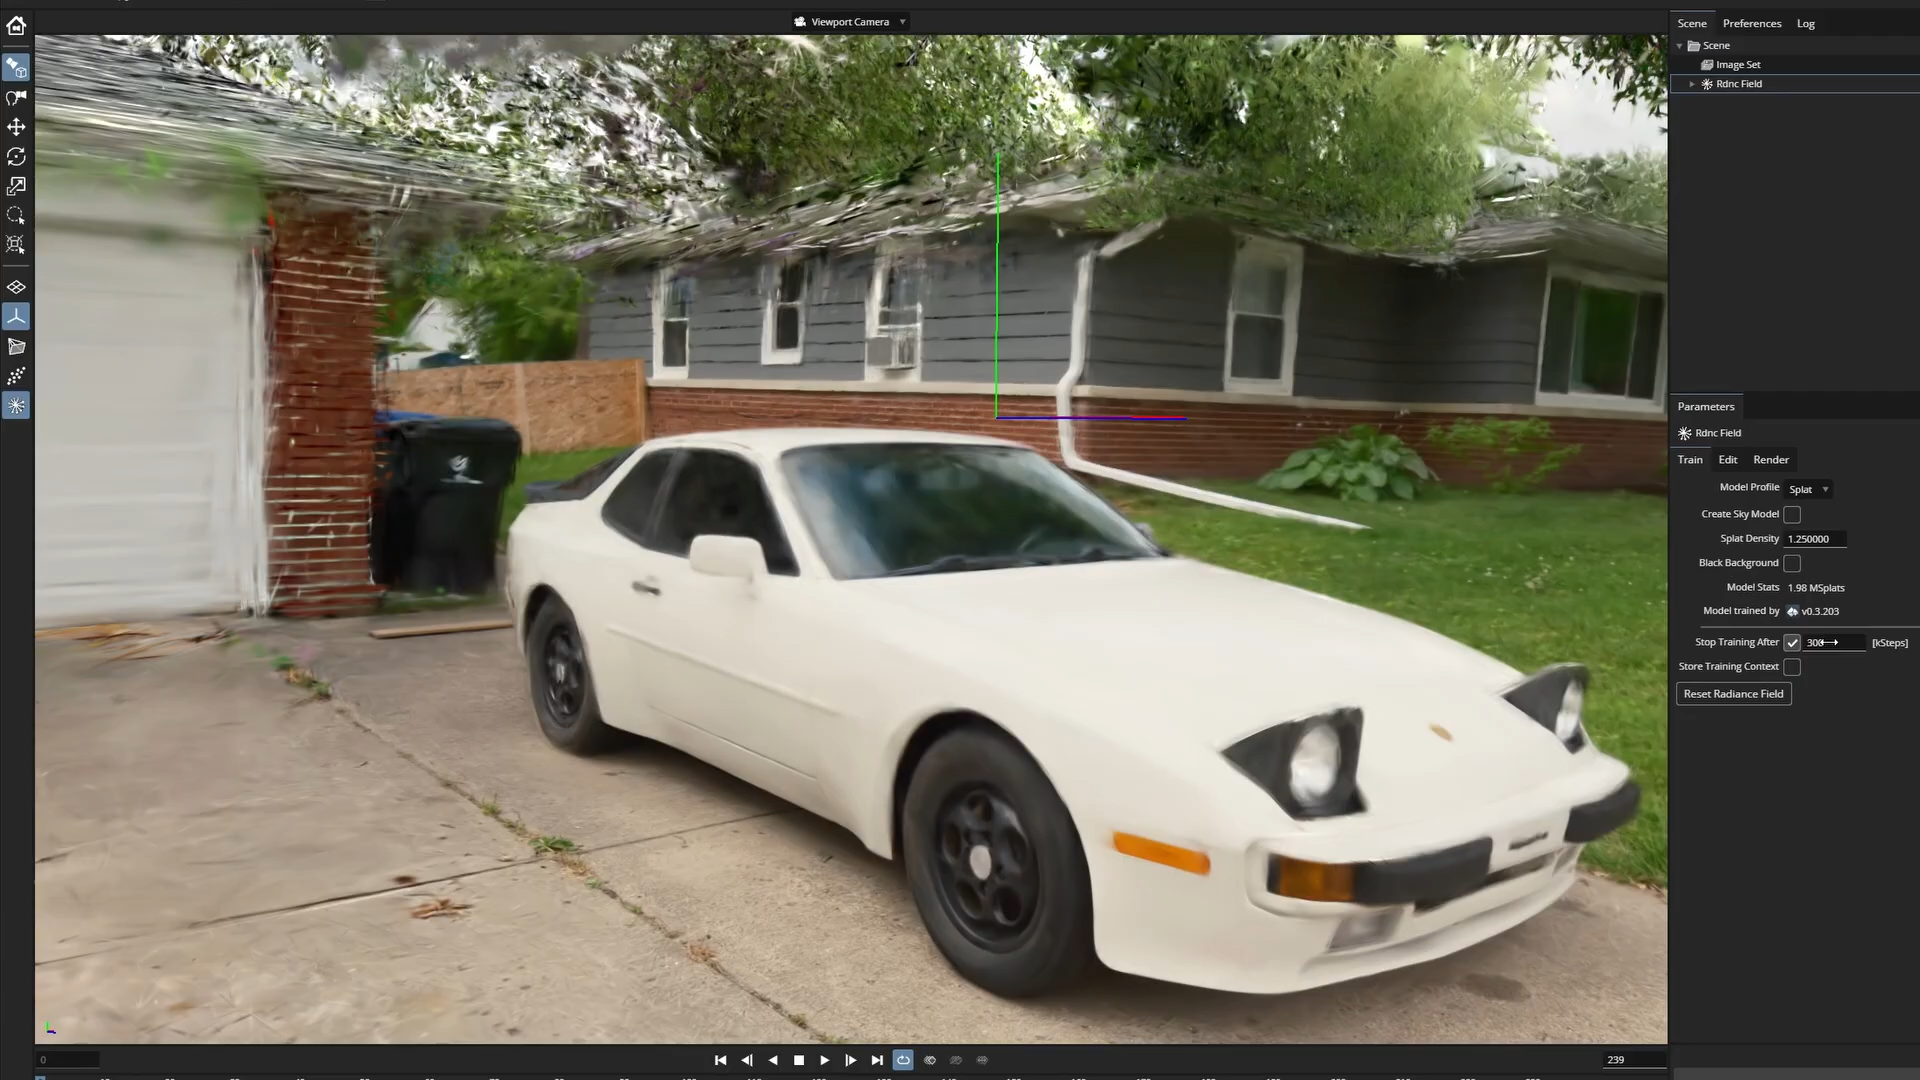 Viewport Camera
Scene Preferences Log
Scene
Image Set
Rdnc Field
Parameters
Rdnc Field
Train Edit Render
Model Profile Splat
Create Sky Model
Splat Density 1.250000
Black Background
Model Stats 1.98 MSplats
Model trained by v0.3.203
Stop Training After 300 [kSteps]
Store Training Context
Reset Radiance Field
0
239